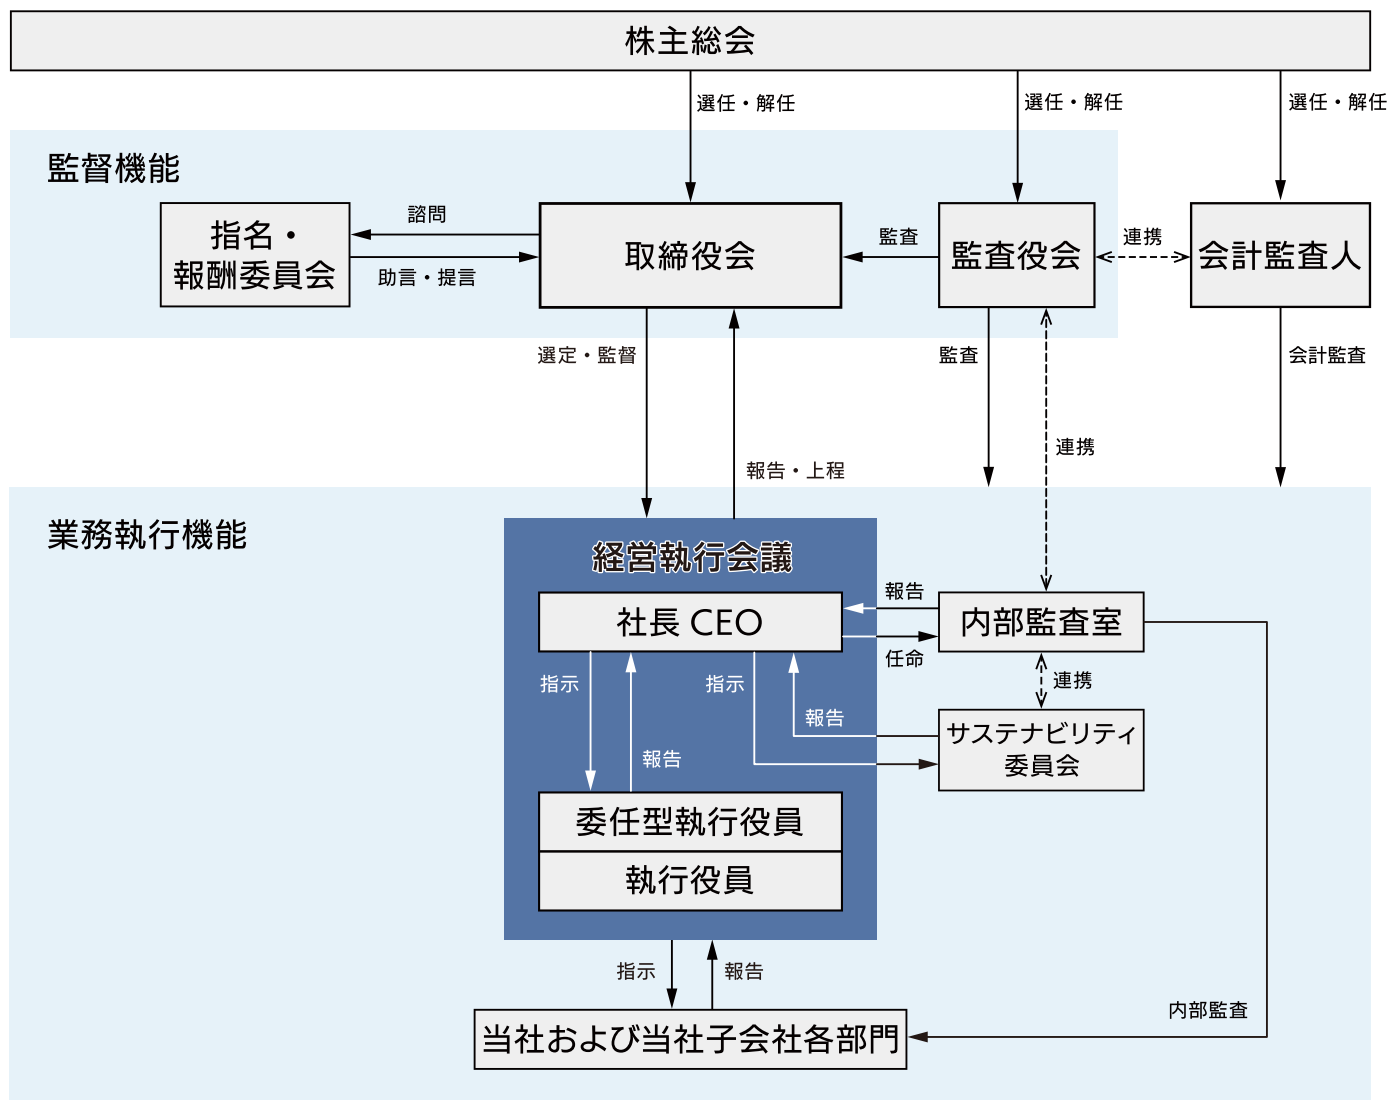 株主総会
選任・解任
選任・解任
選任・解任
監督機能
指名・
報酬委員会
諮問
助言・提言
取締役会
監査
監査役会
連携
会計監査人
選定・監督
報告・上程
監査
連携
会計監査
業務執行機能
経営執行会議
社長 CEO
報告
任命
内部監査室
指示
報告
指示
報告
連携
サステナビリティ
委員会
委任型執行役員
執行役員
指示
報告
内部監査
当社および当社子会社各部門